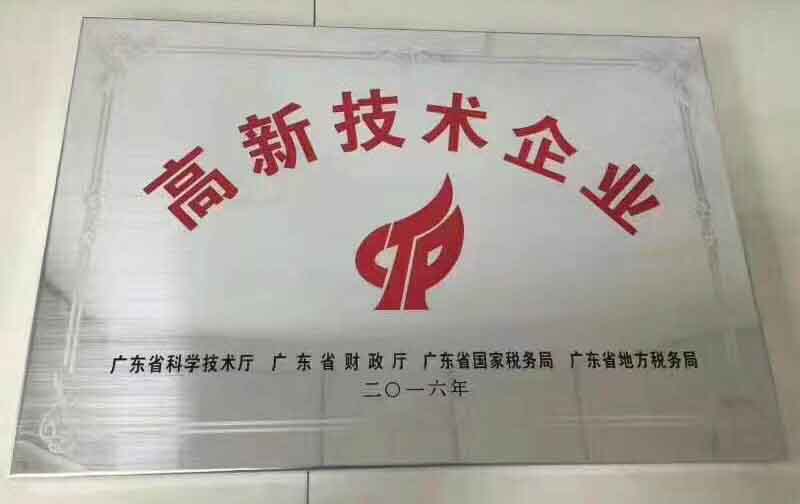 高新技术企业
广东省科学技术厅 广东省财政厅 广东省国家税务局 广东省地方税务局
二〇一六年